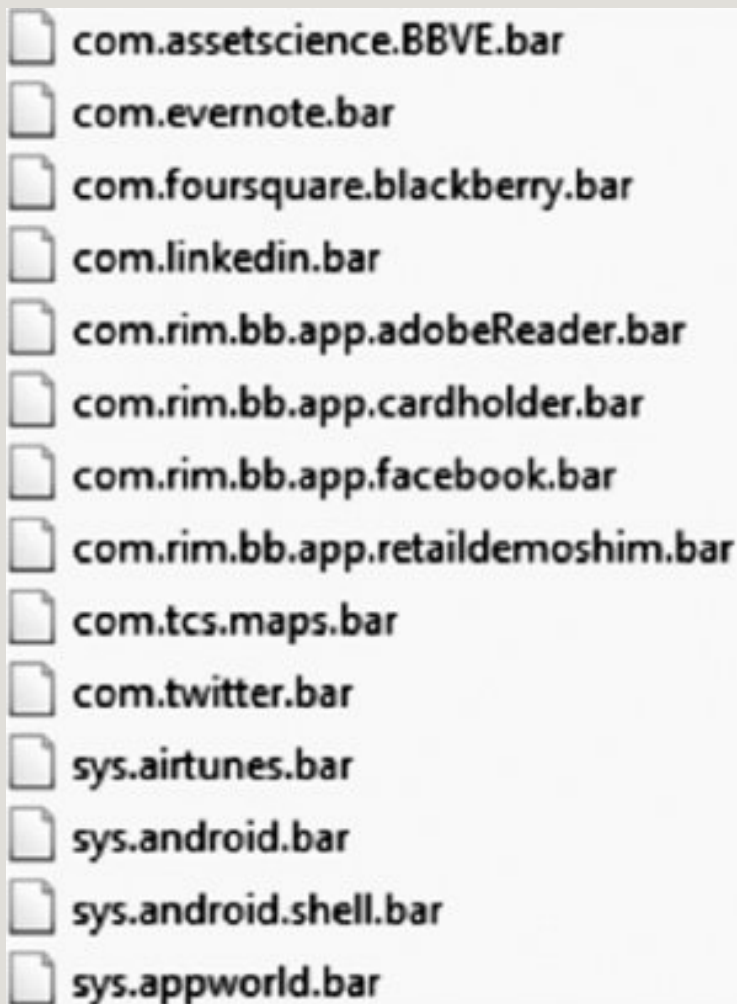 com.assetscience.BBVE.bar
com.evernote.bar
com.foursquare.blackberry.bar
com.linkedin.bar
com.rim.bb.app.adobeReader.bar
com.rim.bb.app.cardholder.bar
com.rim.bb.app.facebook.bar
com.rim.bb.app.retaildemoshim.bar
com.tcs.maps.bar
com.twitter.bar
sys.airtunes.bar
sys.android.bar
sys.android.shell.bar
sys.appworld.bar